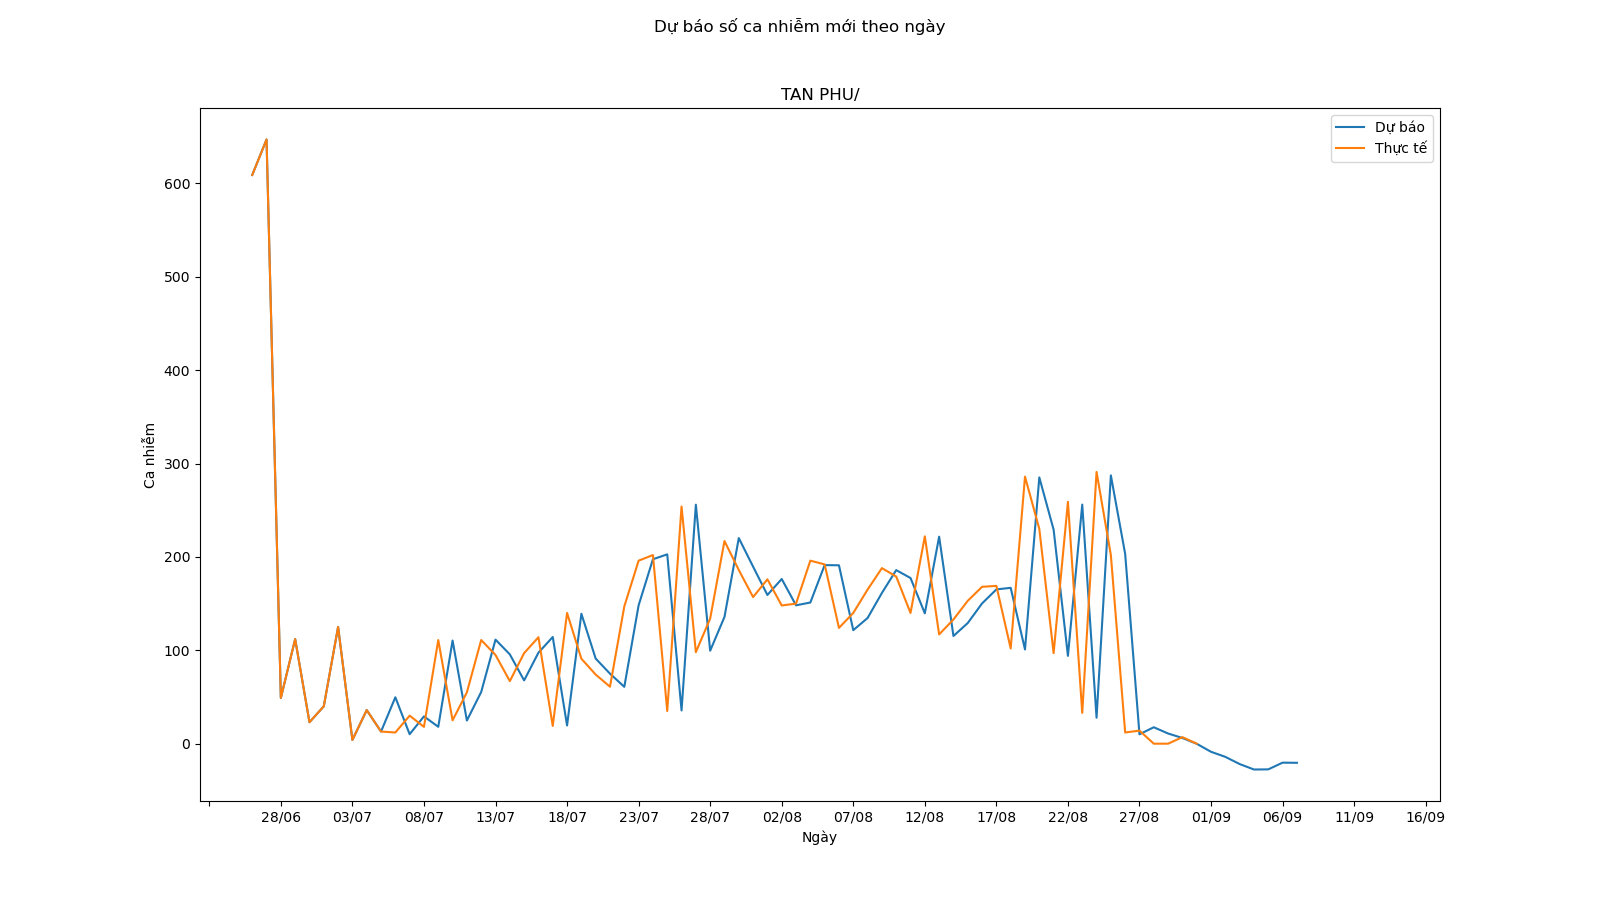 Dự báo số ca nhiễm mới theo ngày
TAN PHU/
Dự báo
Thực tế
600
500
400
300
200
100
0
Ca nhiễm
28/06 03/07 08/07 13/07 18/07 23/07 28/07 02/08 07/08 12/08 17/08 22/08 27/08 01/09 06/09 11/09 16/09
Ngày